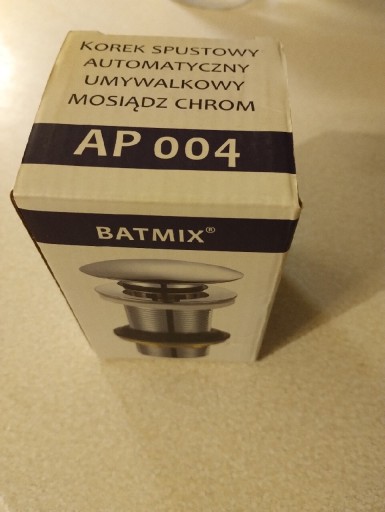 KOREK SPUSTOWY
AUTOMATYCZNY
UMYWALKOWY
MOSIĄDZ CHROM
AP 004
BATMIX®